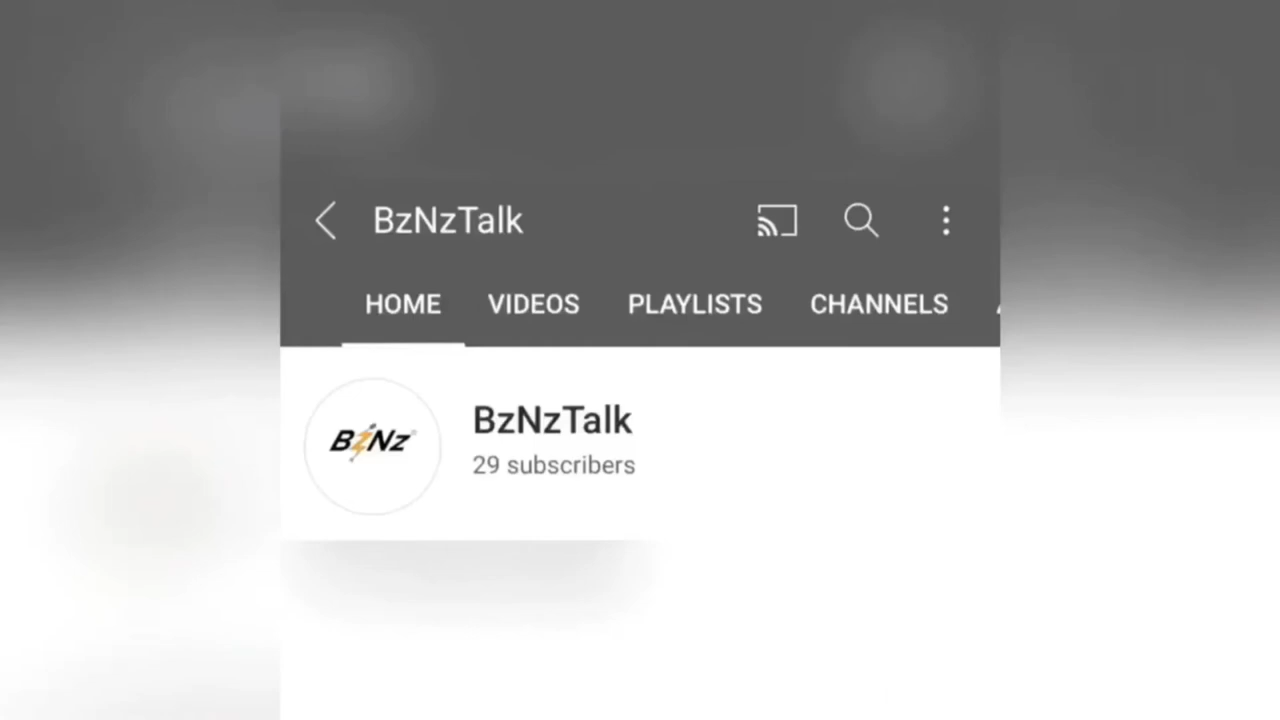 BzNzTalk
HOME VIDEOS PLAYLISTS CHANNELS
BzNz
BzNzTalk
29 subscribers